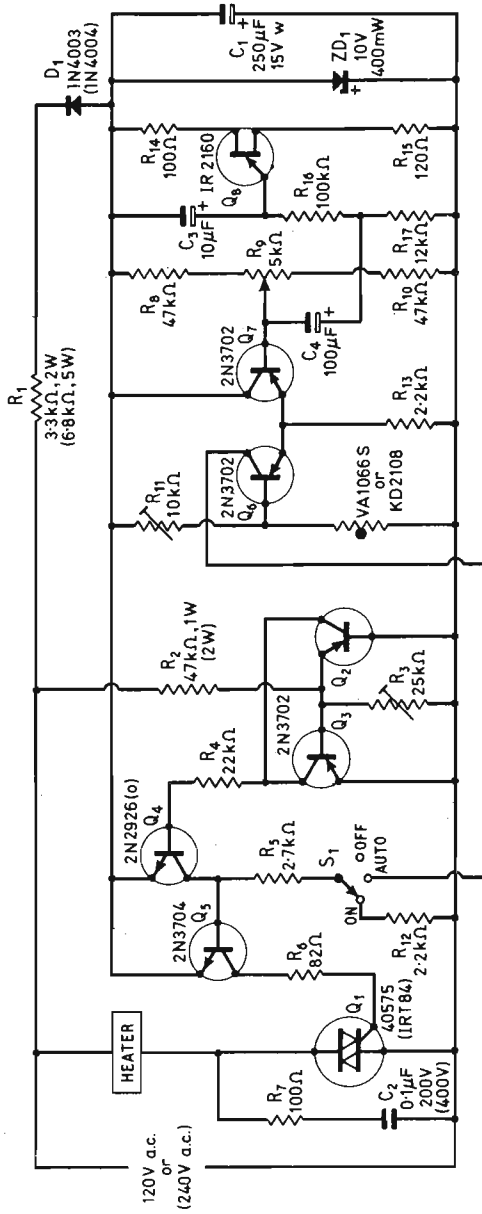 120V a.c.
or
(240V a.c.)
HEATER
R7
100Ω
C2
0·1µF
200V
(400V)
Q1
40575
(IRT84)
R6
82Ω
2N3704
Q5
2N2926(o)
Q4
R5
2·7kΩ
S1
ON
OFF
AUTO
R12
2·2kΩ
R4
22kΩ
2N3702
Q3
Q2
R2
47kΩ,1W
(2W)
R3
25kΩ
R1
3·3kΩ,2W
(6·8kΩ,5W)
R11
10kΩ
2N3702
Q6
VA1066S
or
KD2108
2N3702
Q7
R13
2·2kΩ
R8
47kΩ
R9
5kΩ
R10
47kΩ
C4
100µF
+
C3
10µF
+
Q8
IR 2160
R16
100kΩ
R17
12kΩ
R14
100Ω
R15
120Ω
D1
1N4003
(1N4004)
ZD1
10V
400mW
+
C1
250µF
15V w
+